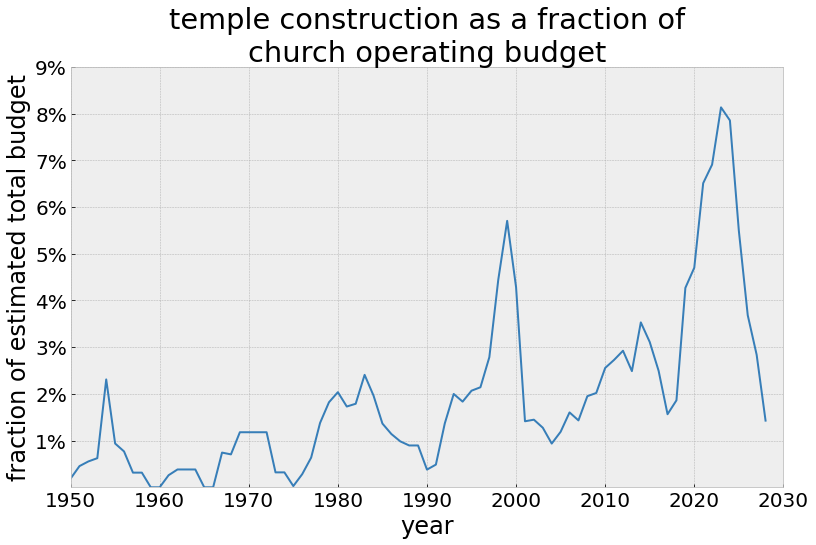 temple construction as a fraction of
church operating budget
9%
8%
7%
6%
5%
4%
3%
2%
1%
fraction of estimated total budget
1950 1960 1970 1980 1990 2000 2010 2020 2030
year